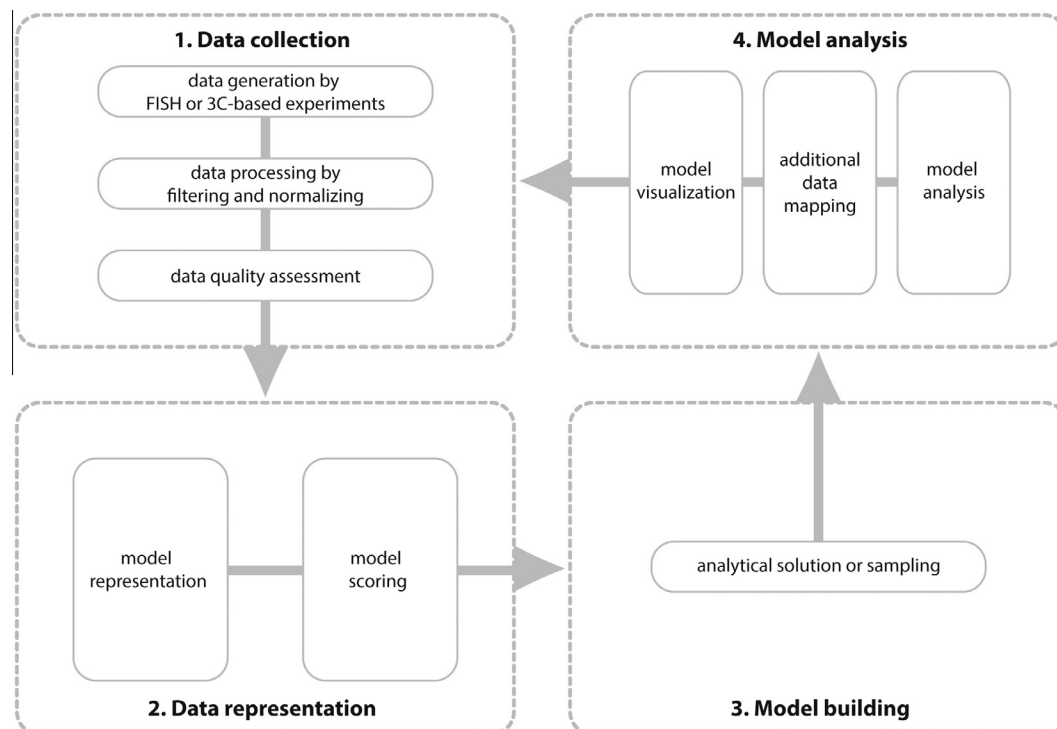 1. Data collection
data generation by
FISH or 3C-based experiments
data processing by
filtering and normalizing
data quality assessment
4. Model analysis
model
visualization
additional
data
mapping
model
analysis
model
representation
model
scoring
2. Data representation
analytical solution or sampling
3. Model building